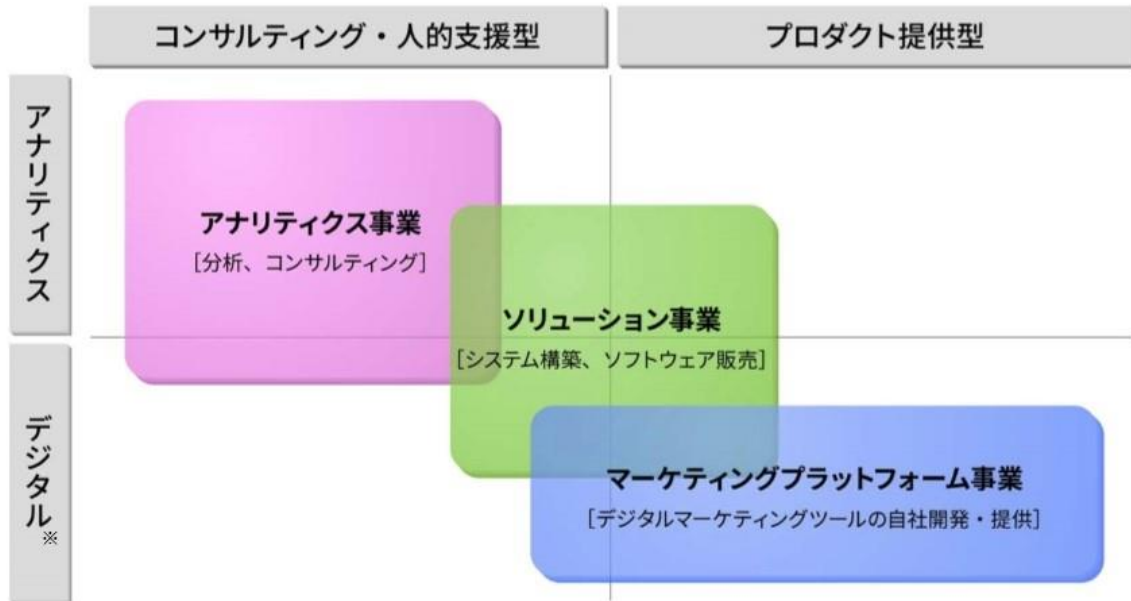 コンサルティング・人的支援型
プロダクト提供型
アナリティクス
アナリティクス事業
［分析、コンサルティング］
ソリューション事業
［システム構築、ソフトウェア販売］
デジタル※
マーケティングプラットフォーム事業
［デジタルマーケティングツールの自社開発・提供］